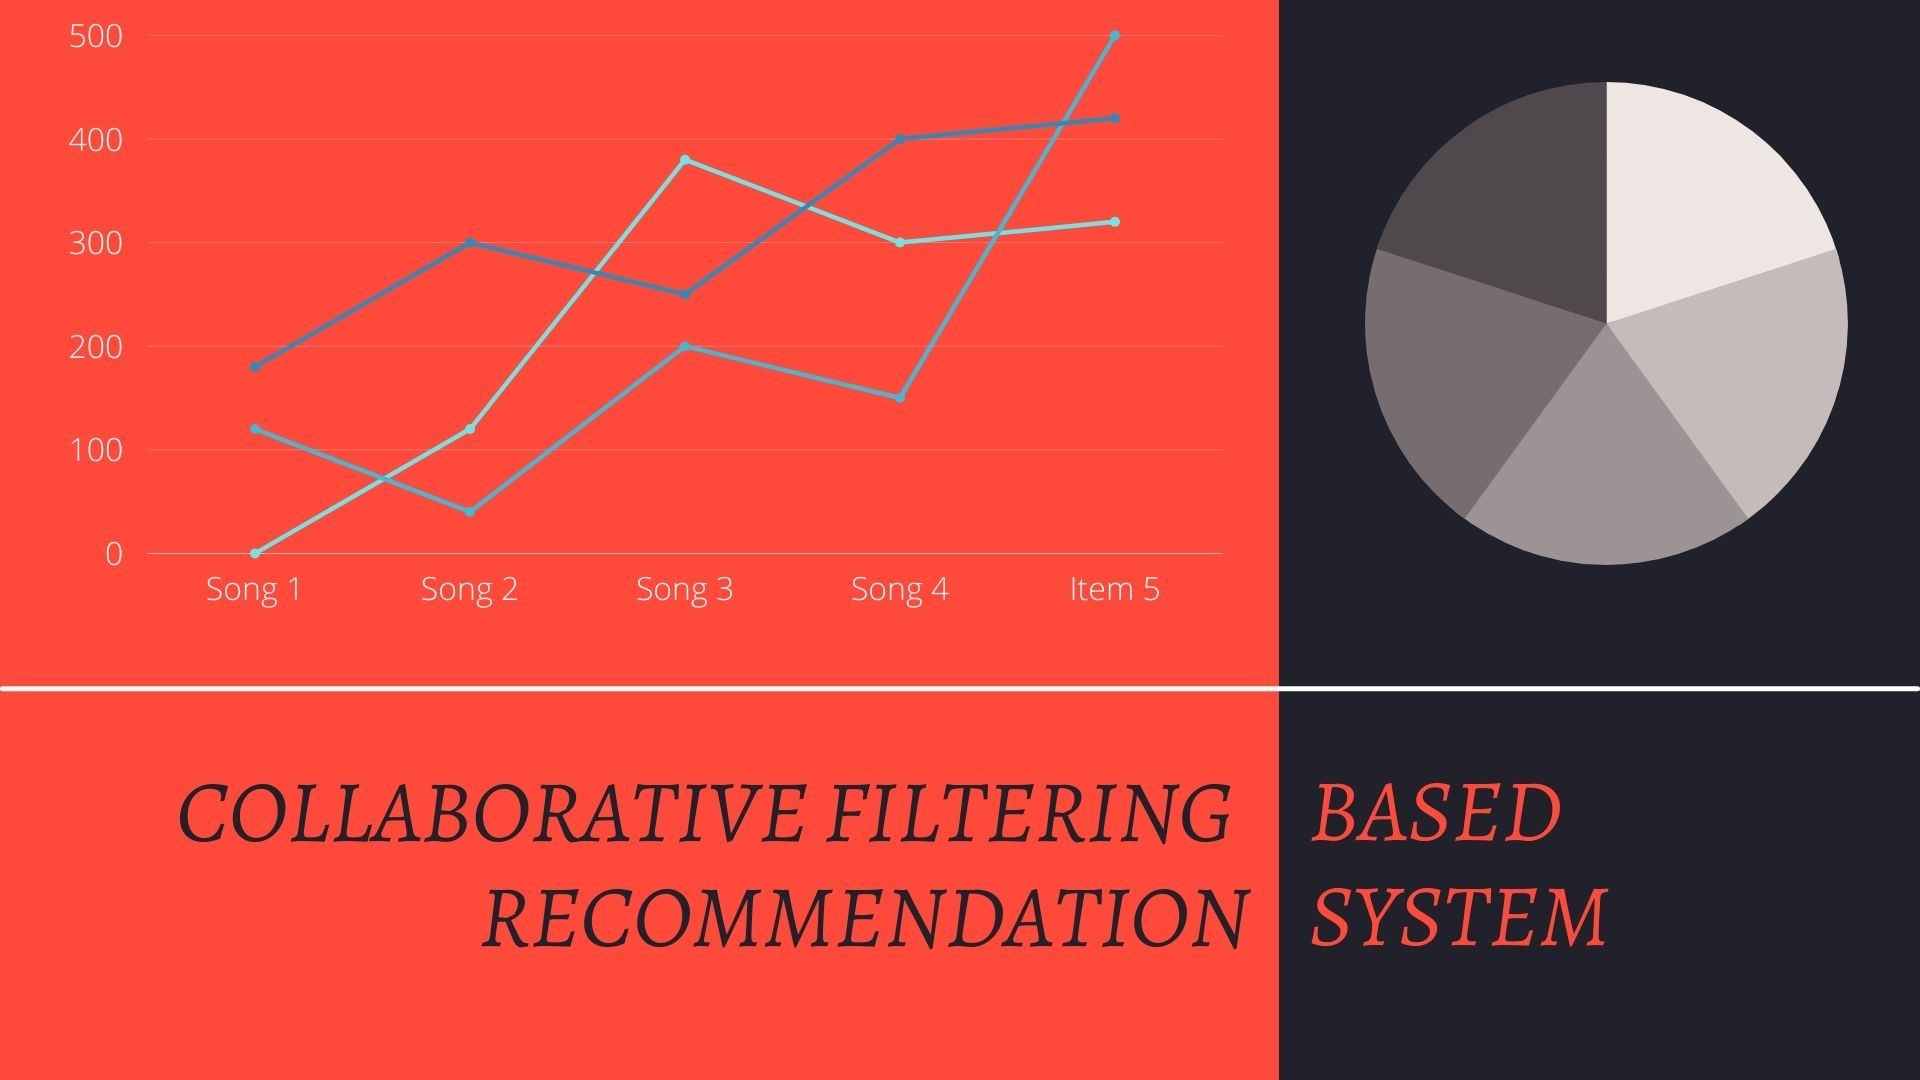 500
400
300
200
100
0
Song 1 Song 2 Song 3 Song 4 Item 5
COLLABORATIVE FILTERING BASED
RECOMMENDATION SYSTEM